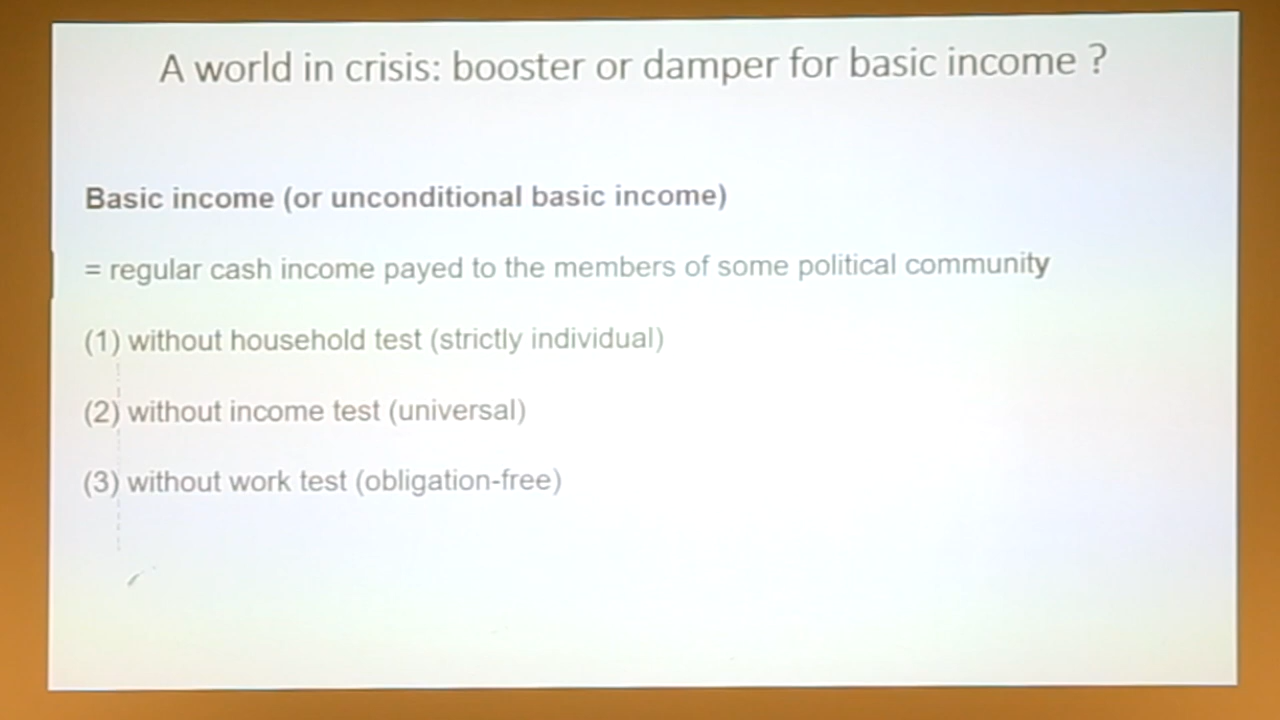 A world in crisis: booster or damper for basic income ?
Basic income (or unconditional basic income)
= regular cash income payed to the members of some political community
(1) without household test (strictly individual)
(2) without income test (universal)
(3) without work test (obligation-free)